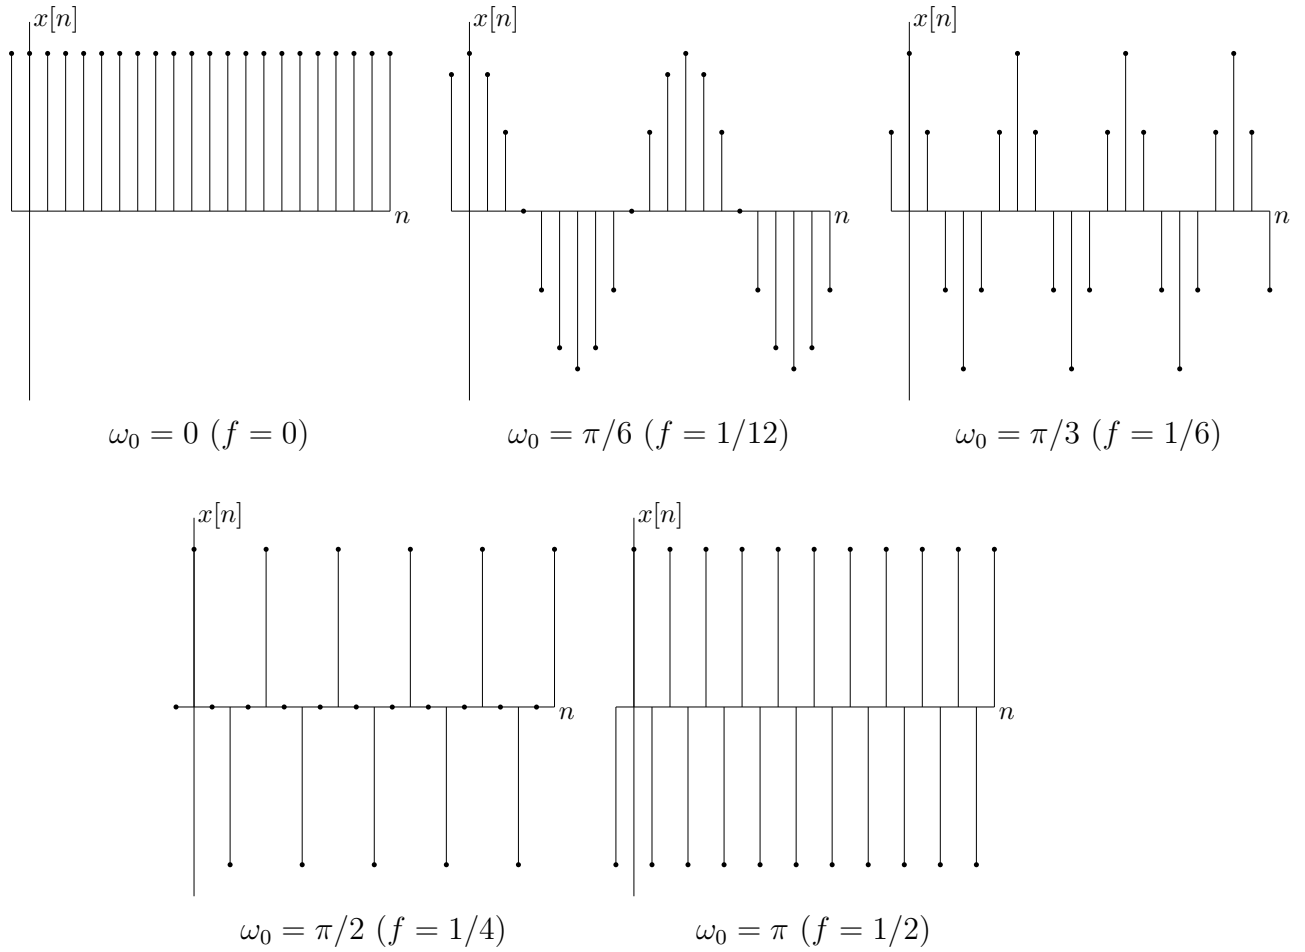 x[n] x[n] x[n]
n n n
ω₀ = 0 (f = 0) ω₀ = π/6 (f = 1/12) ω₀ = π/3 (f = 1/6)
x[n] x[n]
n n
ω₀ = π/2 (f = 1/4) ω₀ = π (f = 1/2)